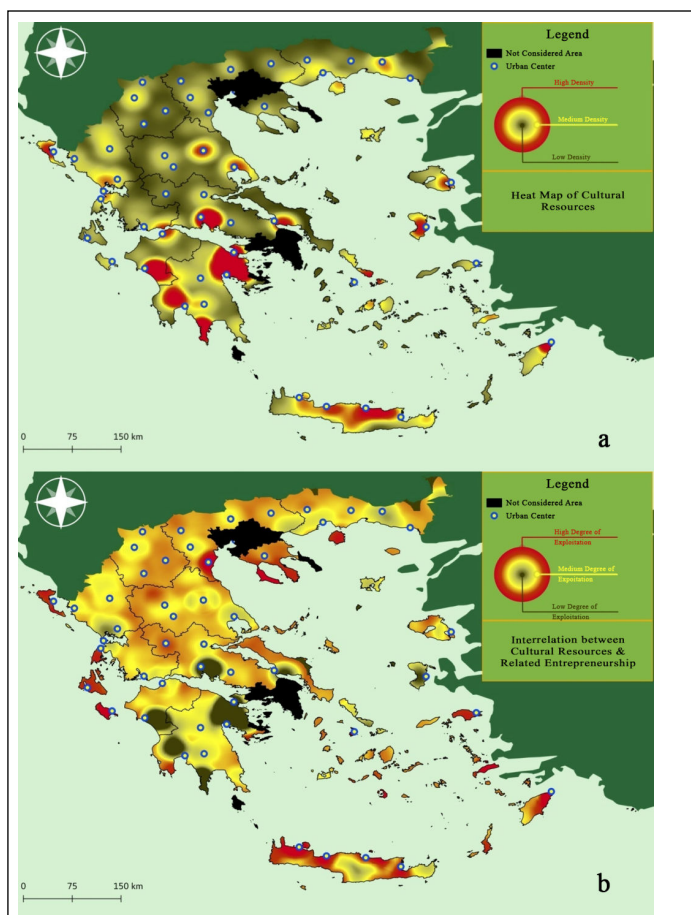 Legend
Not Considered Area
Urban Center
High Density
Medium Density
Low Density
Heat Map of Cultural
Resources
0 75 150 km
a
Legend
Not Considered Area
Urban Center
High Degree of
Exploitation
Medium Degree of
Expoitation
Low Degree of
Exploitation
Interrelation between
Cultural Resources &
Related Entrepreneurship
0 75 150 km
b